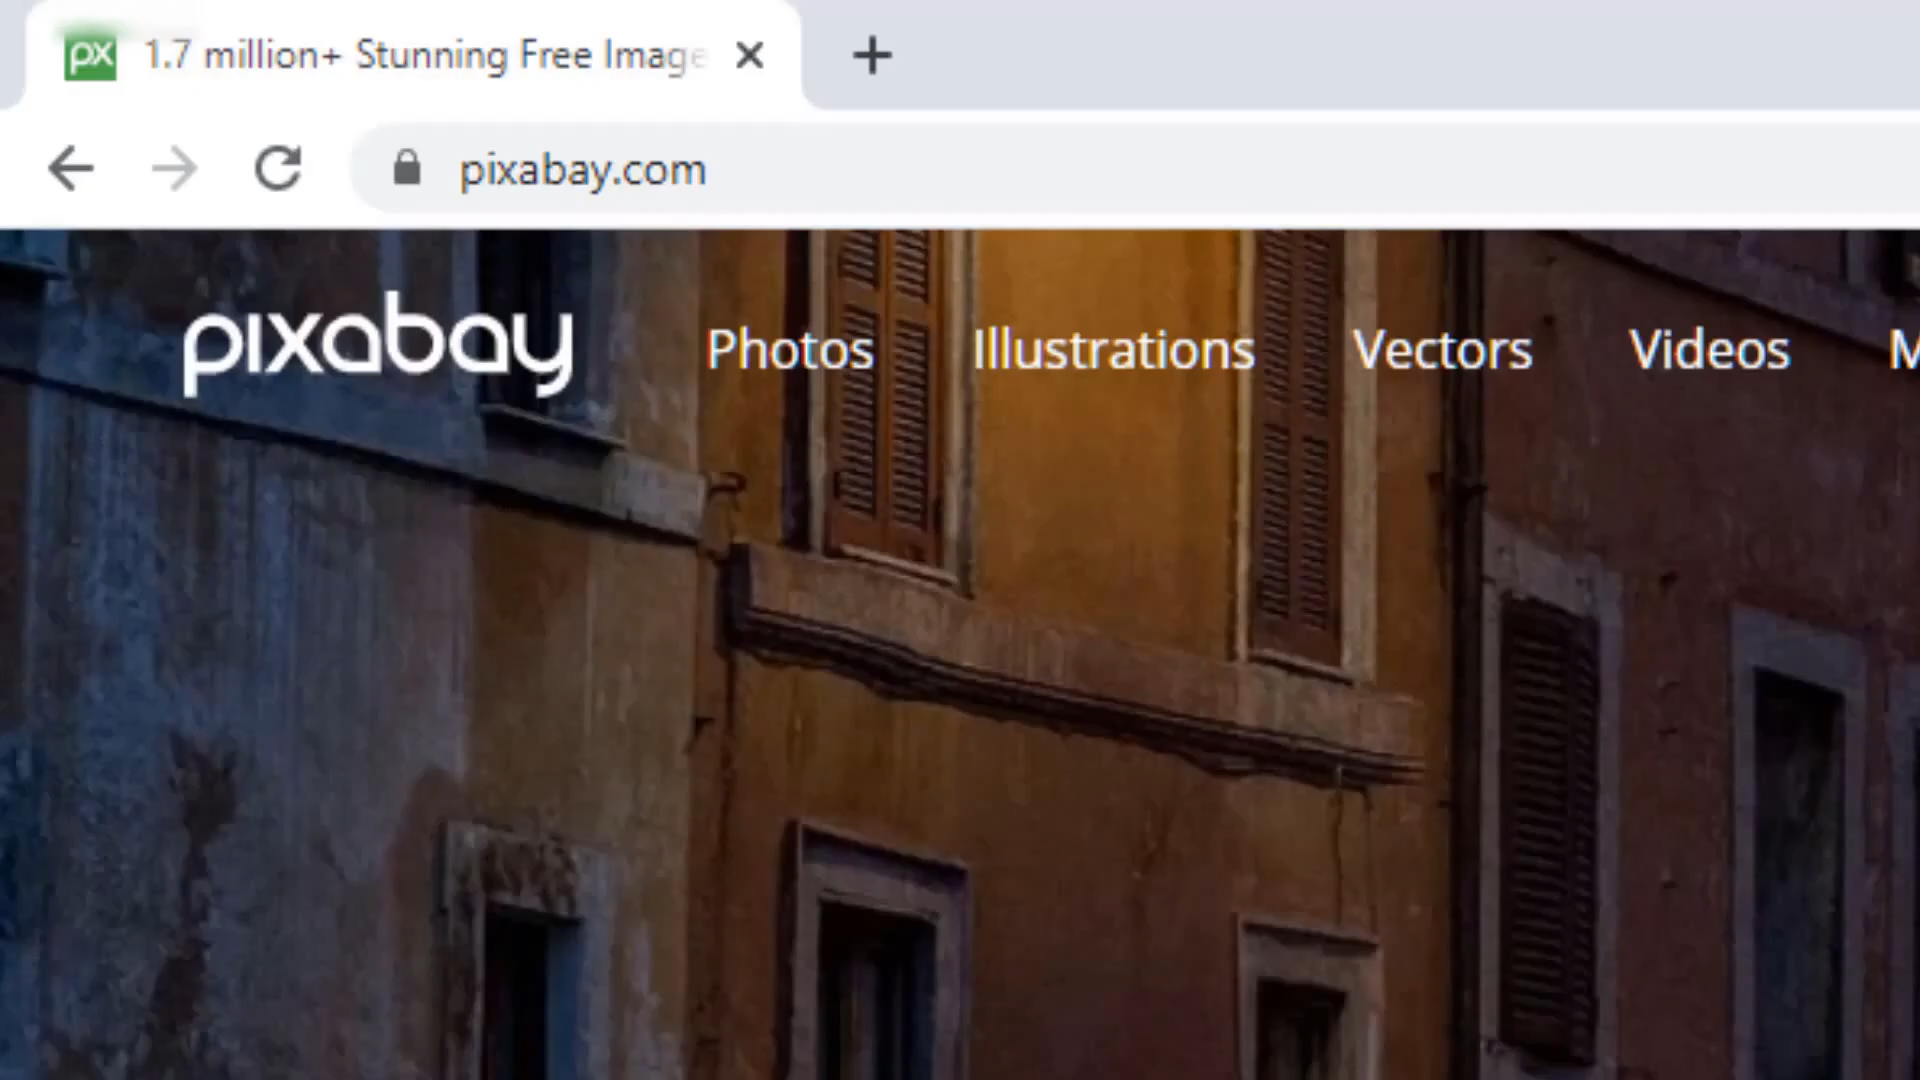 px 1.7 million+ Stunning Free Image
pixabay.com
pixabay Photos Illustrations Vectors Videos M